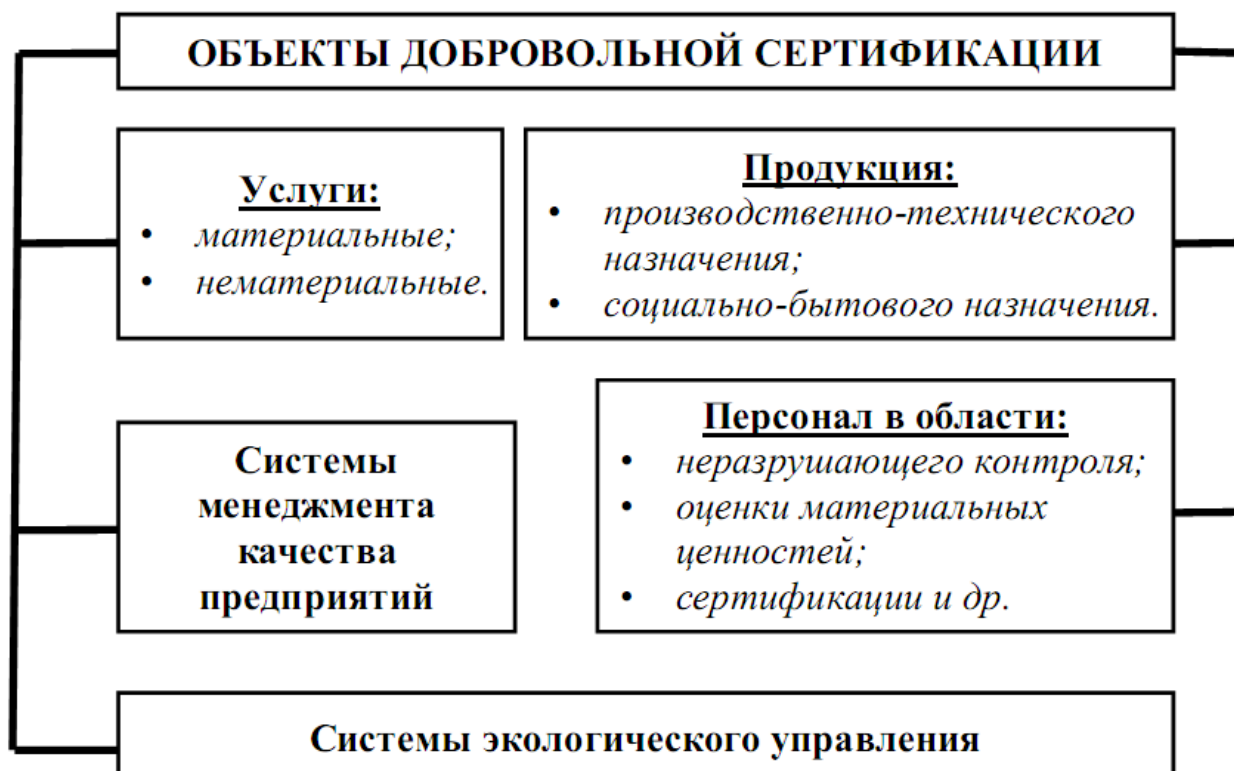 ОБЪЕКТЫ ДОБРОВОЛЬНОЙ СЕРТИФИКАЦИИ
Услуги:
• материальные;
• нематериальные.
Продукция:
• производственно-технического
назначения;
• социально-бытового назначения.
Системы
менеджмента
качества
предприятий
Персонал в области:
• неразрушающего контроля;
• оценки материальных
ценностей;
• сертификации и др.
Системы экологического управления